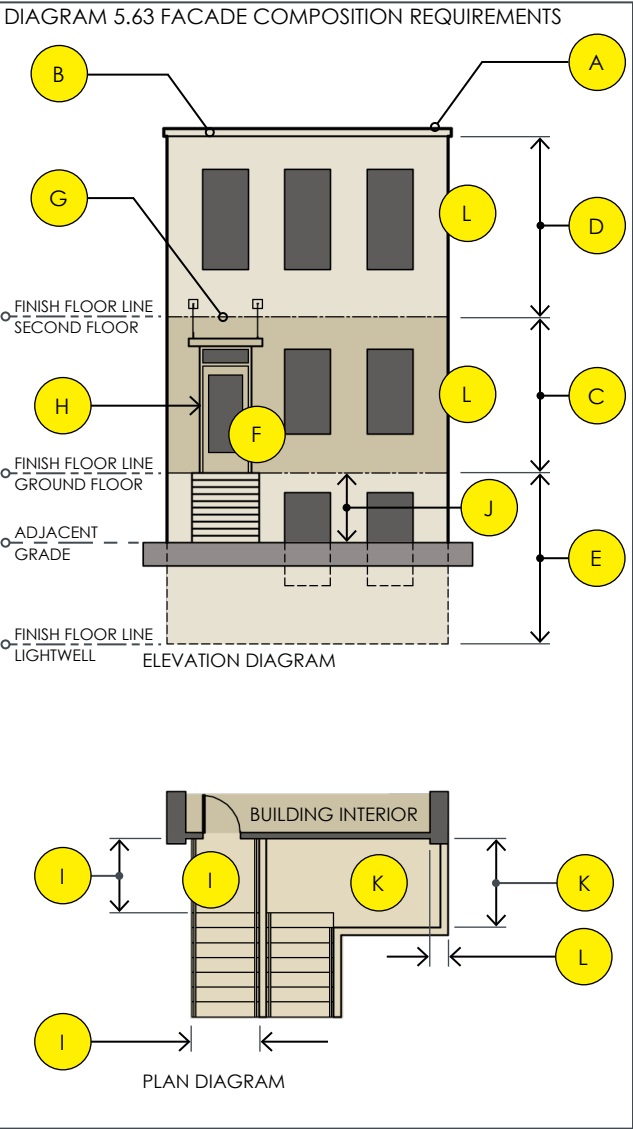 DIAGRAM 5.63 FACADE COMPOSITION REQUIREMENTS
A
B
G
L
D
FINISH FLOOR LINE
SECOND FLOOR
H
F
L
C
FINISH FLOOR LINE
GROUND FLOOR
J
ADJACENT
GRADE
E
FINISH FLOOR LINE
LIGHTWELL
ELEVATION DIAGRAM
BUILDING INTERIOR
I
I
K
K
L
I
PLAN DIAGRAM